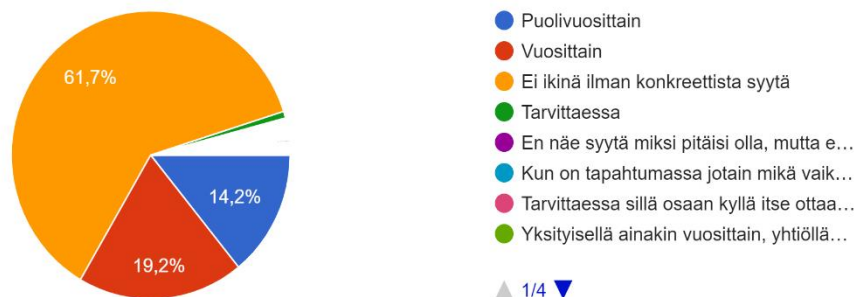 61,7%
14,2%
19,2%
Puolivuosittain
Vuosittain
Ei ikinä ilman konkreettista syytä
Tarvittaessa
En näe syytä miksi pitäisi olla, mutta e…
Kun on tapahtumassa jotain mikä vaik…
Tarvittaessa sillä osaan kyllä itse ottaa…
Yksityisellä ainakin vuosittain, yhtiöllä…
1/4